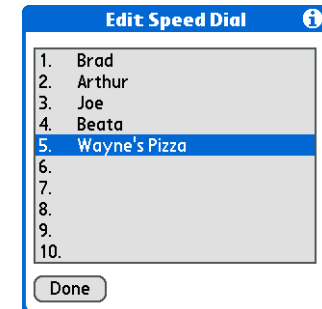 Edit Speed Dial i
1. Brad
2. Arthur
3. Joe
4. Beata
5. Wayne's Pizza
6.
7.
8.
9.
10.
Done